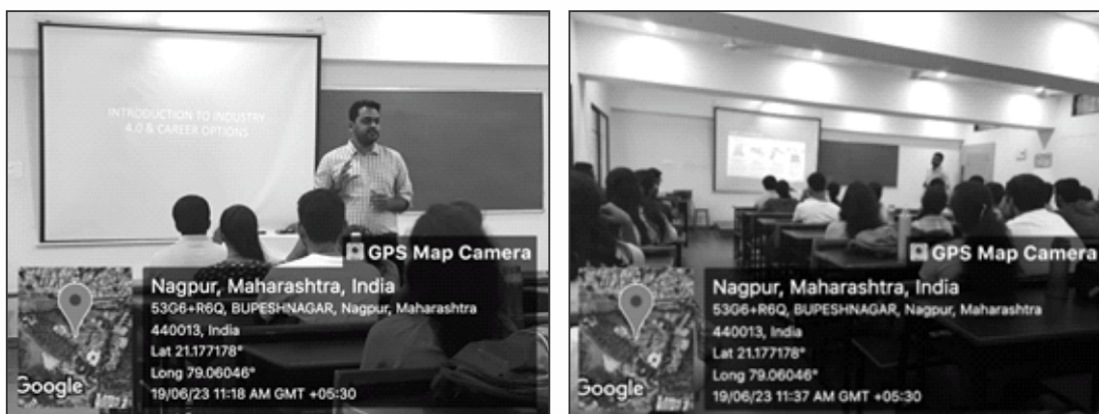 INTRODUCTION TO INDUSTRY
4.0 & CAREER OPTIONS
GPS Map Camera
Nagpur, Maharashtra, India
53G6+R6Q, BUPESHNAGAR, Nagpur, Maharashtra
440013, India
Lat 21.177178°
Long 79.06046°
19/06/23 11:18 AM GMT +05:30
Google
GPS Map Camera
Nagpur, Maharashtra, India
53G6+R6Q, BUPESHNAGAR, Nagpur, Maharashtra
440013, India
Lat 21.177178°
Long 79.06046°
19/06/23 11:37 AM GMT +05:30
Google